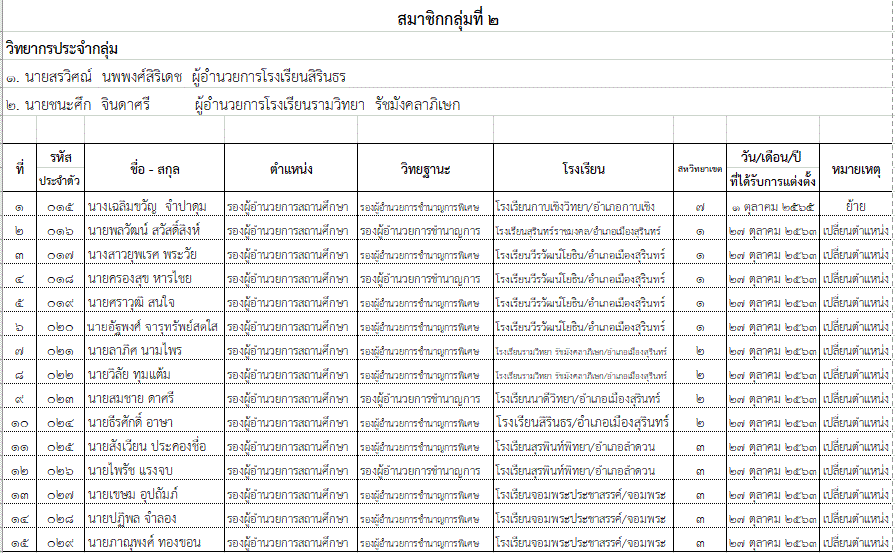 สมาชิกกลุ่มที่ ๒
วิทยากรประจำกลุ่ม
๑. นายสรวิศณ์ นพพงศ์สิริเดช ผู้อำนวยการโรงเรียนสิรินธร
๒. นายชนะศึก จินดาศรี ผู้อำนวยการโรงเรียนรามวิทยา รัชมังคลาภิเษก
ที่ รหัสประจำตัว ชื่อ - สกุล ตำแหน่ง วิทยฐานะ โรงเรียน สหวิทยาเขต วัน/เดือน/ปี ที่ได้รับการแต่งตั้ง หมายเหตุ
๑ ๐๑๕ นางเฉลิมขวัญ จำปาดุม รองผู้อำนวยการสถานศึกษา รองผู้อำนวยการชำนาญการพิเศษ โรงเรียนกาบเชิงวิทยา/อำเภอกาบเชิง ๗ ๑ ตุลาคม ๒๕๖๕ ย้าย
๒ ๐๑๖ นายพลวัฒน์ สวัสดิ์สิงห์ รองผู้อำนวยการสถานศึกษา รองผู้อำนวยการชำนาญการ โรงเรียนสุรินทร์ราชมงคล/อำเภอเมืองสุรินทร์ ๑ ๒๗ ตุลาคม ๒๕๖๓ เปลี่ยนตำแหน่ง
๓ ๐๑๗ นางสาวยุพเรศ พระวัย รองผู้อำนวยการสถานศึกษา รองผู้อำนวยการชำนาญการพิเศษ โรงเรียนวีรวัฒน์โยธิน/อำเภอเมืองสุรินทร์ ๑ ๒๗ ตุลาคม ๒๕๖๓ เปลี่ยนตำแหน่ง
๔ ๐๑๘ นายครองสุข หารไชย รองผู้อำนวยการสถานศึกษา รองผู้อำนวยการชำนาญการ โรงเรียนวีรวัฒน์โยธิน/อำเภอเมืองสุรินทร์ ๑ ๒๗ ตุลาคม ๒๕๖๓ เปลี่ยนตำแหน่ง
๕ ๐๑๙ นายศราวุฒิ สนใจ รองผู้อำนวยการสถานศึกษา รองผู้อำนวยการชำนาญการพิเศษ โรงเรียนวีรวัฒน์โยธิน/อำเภอเมืองสุรินทร์ ๑ ๒๗ ตุลาคม ๒๕๖๓ เปลี่ยนตำแหน่ง
๖ ๐๒๐ นายอัฐพงศ์ จารุทรัพย์สดใส รองผู้อำนวยการสถานศึกษา รองผู้อำนวยการชำนาญการพิเศษ โรงเรียนวีรวัฒน์โยธิน/อำเภอเมืองสุรินทร์ ๑ ๒๗ ตุลาคม ๒๕๖๓ เปลี่ยนตำแหน่ง
๗ ๐๒๑ นายลาภิศ นามไพร รองผู้อำนวยการสถานศึกษา รองผู้อำนวยการชำนาญการพิเศษ โรงเรียนรามวิทยา รัชมังคลาภิเษก/อำเภอเมืองสุรินทร์ ๒ ๒๗ ตุลาคม ๒๕๖๓ เปลี่ยนตำแหน่ง
๘ ๐๒๒ นายวิลัย ทุมแต้ม รองผู้อำนวยการสถานศึกษา รองผู้อำนวยการชำนาญการพิเศษ โรงเรียนรามวิทยา รัชมังคลาภิเษก/อำเภอเมืองสุรินทร์ ๒ ๒๗ ตุลาคม ๒๕๖๓ เปลี่ยนตำแหน่ง
๙ ๐๒๓ นายสมชาย ดาศรี รองผู้อำนวยการสถานศึกษา รองผู้อำนวยการชำนาญการ โรงเรียนนาดีวิทยา/อำเภอเมืองสุรินทร์ ๒ ๒๗ ตุลาคม ๒๕๖๓ เปลี่ยนตำแหน่ง
๑๐ ๐๒๔ นายธีรศักดิ์ อาษา รองผู้อำนวยการสถานศึกษา รองผู้อำนวยการชำนาญการพิเศษ โรงเรียนสิรินธร/อำเภอเมืองสุรินทร์ ๒ ๒๗ ตุลาคม ๒๕๖๓ เปลี่ยนตำแหน่ง
๑๑ ๐๒๕ นายสังเวียน ประคองชื่อ รองผู้อำนวยการสถานศึกษา รองผู้อำนวยการชำนาญการพิเศษ โรงเรียนสุรพินท์พิทยา/อำเภอลำดวน ๓ ๒๗ ตุลาคม ๒๕๖๓ เปลี่ยนตำแหน่ง
๑๒ ๐๒๖ นายไพรัช แรงจบ รองผู้อำนวยการสถานศึกษา รองผู้อำนวยการชำนาญการ โรงเรียนสุรพินท์พิทยา/อำเภอลำดวน ๓ ๒๗ ตุลาคม ๒๕๖๓ เปลี่ยนตำแหน่ง
๑๓ ๐๒๗ นายเชษม อุปถัมภ์ รองผู้อำนวยการสถานศึกษา รองผู้อำนวยการชำนาญการพิเศษ โรงเรียนจอมพระประชาสรรค์/จอมพระ ๓ ๒๗ ตุลาคม ๒๕๖๓ เปลี่ยนตำแหน่ง
๑๔ ๐๒๘ นายปฏิพล จำลอง รองผู้อำนวยการสถานศึกษา รองผู้อำนวยการชำนาญการพิเศษ โรงเรียนจอมพระประชาสรรค์/จอมพระ ๓ ๒๗ ตุลาคม ๒๕๖๓ เปลี่ยนตำแหน่ง
๑๕ ๐๒๙ นายภาณุพงศ์ ทองขอน รองผู้อำนวยการสถานศึกษา รองผู้อำนวยการชำนาญการพิเศษ โรงเรียนจอมพระประชาสรรค์/จอมพระ ๓ ๒๗ ตุลาคม ๒๕๖๓ เปลี่ยนตำแหน่ง